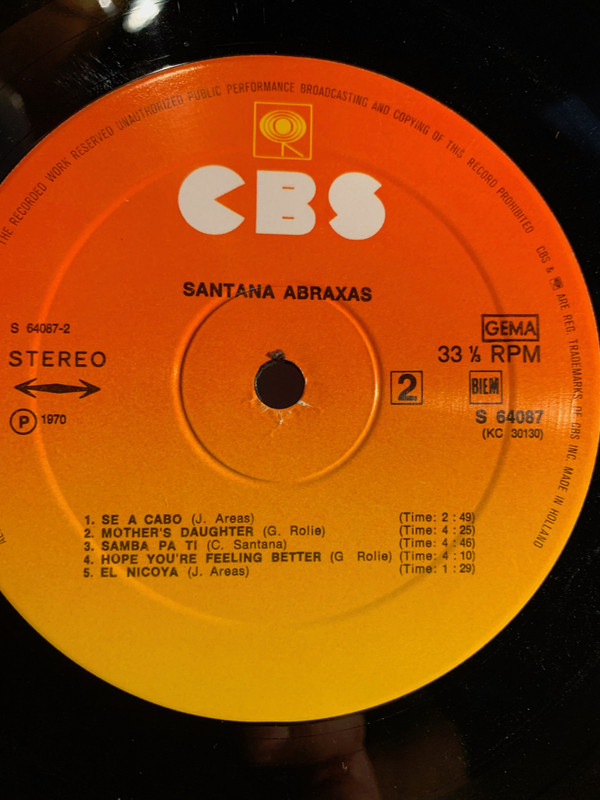 THE RECORDED WORK RESERVED UNAUTHORIZED PUBLIC PERFORMANCE BROADCASTING AND COPYING OF THIS RECORD PROHIBITED
CBS & ARE REG. TRADEMARKS OF CBS INC. MADE IN HOLLAND
CBS
SANTANA ABRAXAS
S 64087-2
STEREO
P 1970
GEMA
33 ⅓ RPM
2 BIEM
S 64087
(KC 30130)
1. SE A CABO (J. Areas) (Time: 2 : 49)
2. MOTHER'S DAUGHTER (G. Rolie) (Time: 4 : 25)
3. SAMBA PA TI (C. Santana) (Time: 4 : 46)
4. HOPE YOU'RE FEELING BETTER (G Rolie) (Time: 4 : 10)
5. EL NICOYA (J. Areas) (Time: 1 : 29)